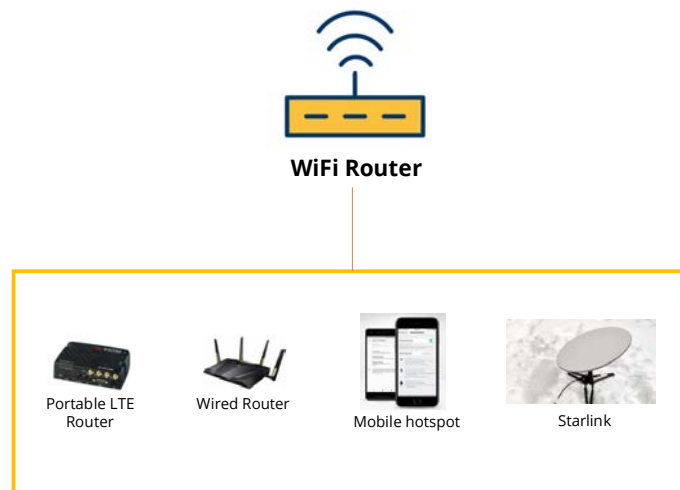 WiFi Router
Portable LTE
Router
Wired Router
Mobile hotspot
Starlink